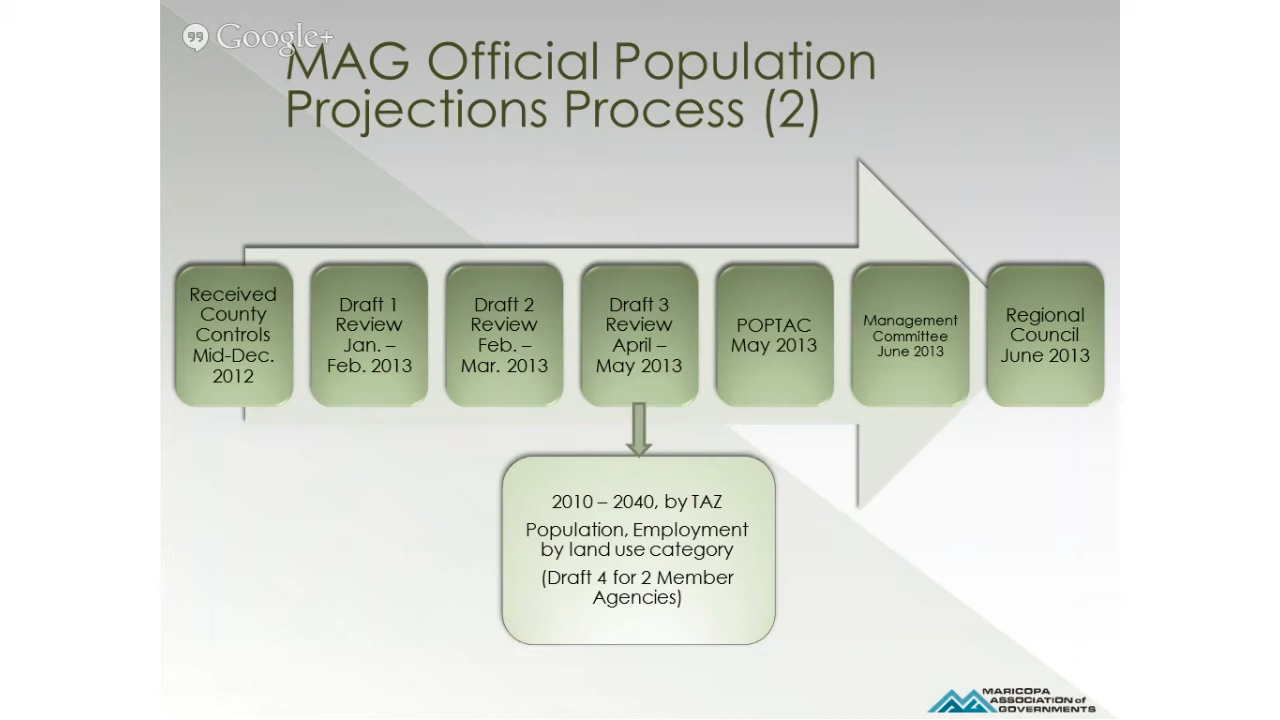 Google+
MAG Official Population
Projections Process (2)
Received
County
Controls
Mid-Dec.
2012
Draft 1
Review
Jan. –
Feb. 2013
Draft 2
Review
Feb. –
Mar. 2013
Draft 3
Review
April –
May 2013
POPTAC
May 2013
Management
Committee
June 2013
Regional
Council
June 2013
2010 – 2040, by TAZ
Population, Employment
by land use category
(Draft 4 for 2 Member
Agencies)
MARICOPA
ASSOCIATION of
GOVERNMENTS